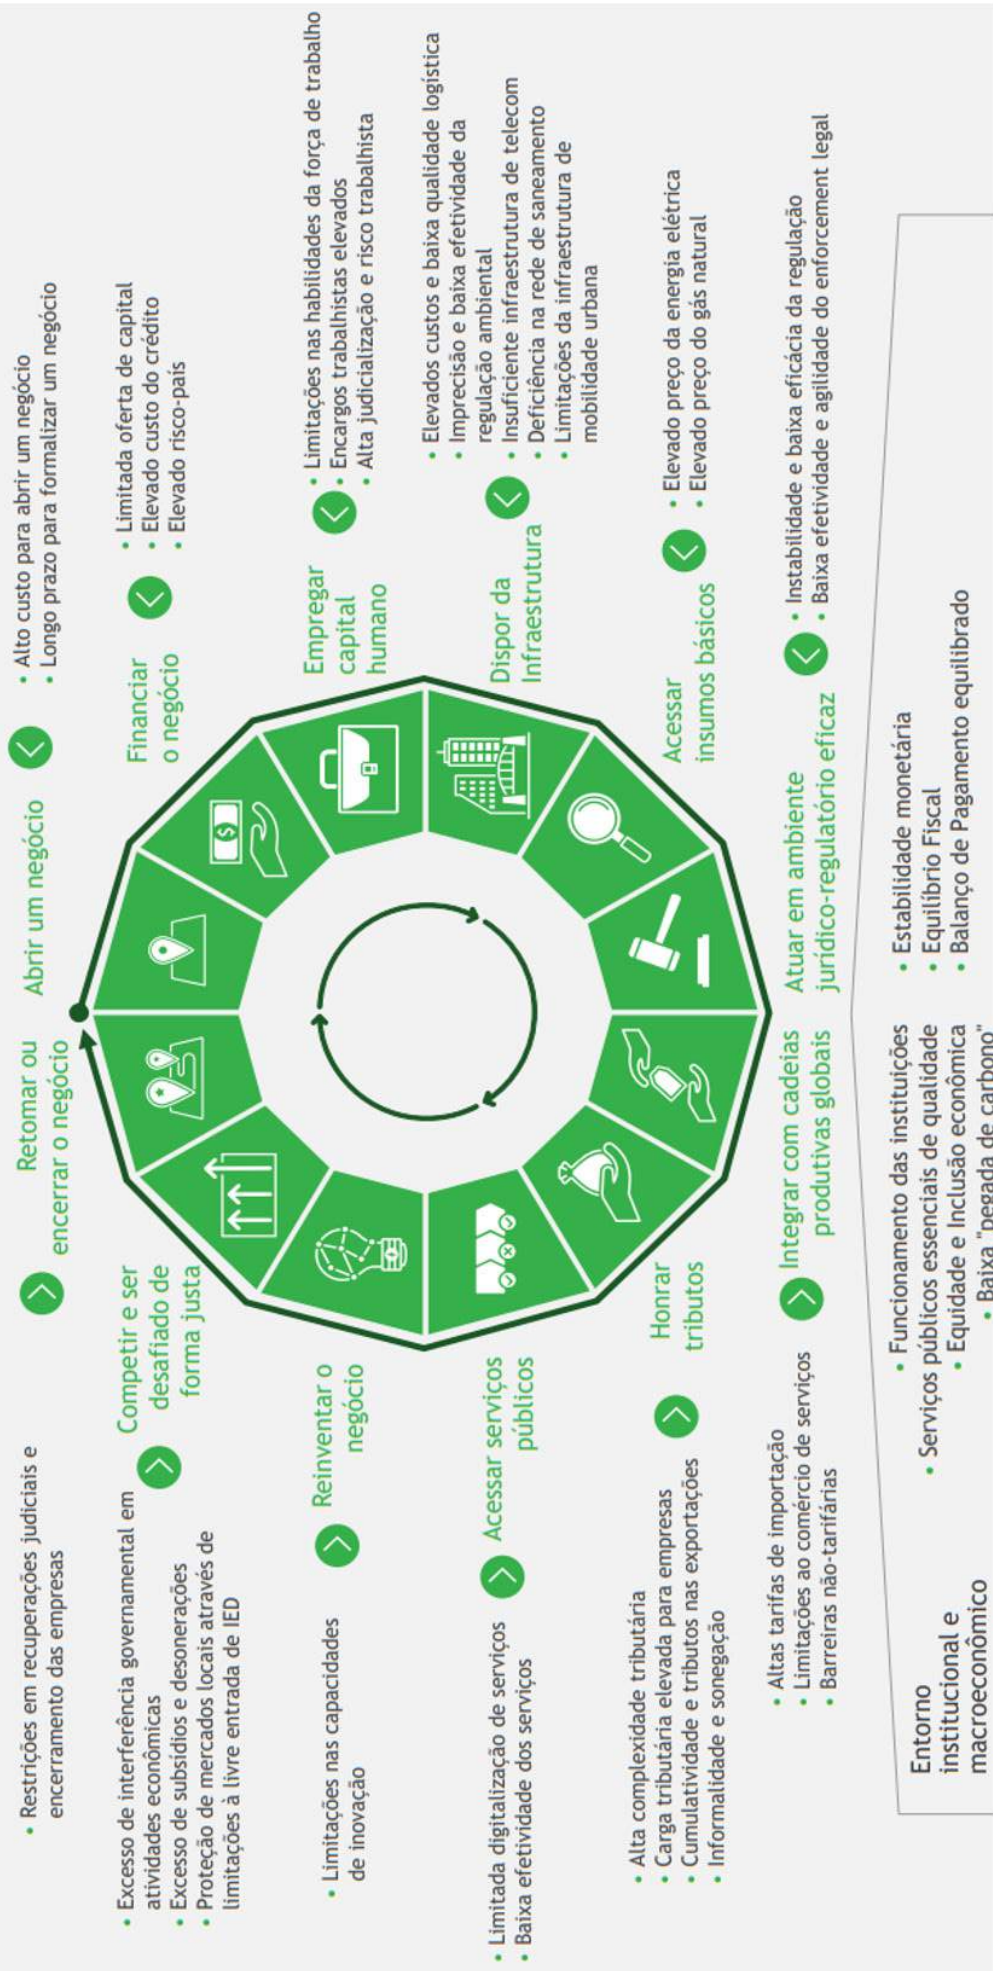 Retomar ou
encerrar o negócio
• Restrições em recuperações judiciais e
encerramento das empresas
Abrir um negócio
• Alto custo para abrir um negócio
• Longo prazo para formalizar um negócio
Financiar
o negócio
• Limitada oferta de capital
• Elevado custo do crédito
• Elevado risco-país
Empregar
capital
humano
• Limitações nas habilidades da força de trabalho
• Encargos trabalhistas elevados
• Alta judicialização e risco trabalhista
Dispor da
Infraestrutura
• Elevados custos e baixa qualidade logística
• Imprecisão e baixa efetividade da
regulação ambiental
• Insuficiente infraestrutura de telecom
• Deficiência na rede de saneamento
• Limitações da infraestrutura de
mobilidade urbana
Acessar
insumos básicos
• Elevado preço da energia elétrica
• Elevado preço do gás natural
Atuar em ambiente
jurídico-regulatório eficaz
• Instabilidade e baixa eficácia da regulação
• Baixa efetividade e agilidade do enforcement legal
Integrar com cadeias
produtivas globais
• Altas tarifas de importação
• Limitações ao comércio de serviços
• Barreiras não-tarifárias
Honrar
tributos
• Alta complexidade tributária
• Carga tributária elevada para empresas
• Cumulatividade e tributos nas exportações
• Informalidade e sonegação
Acessar serviços
públicos
• Limitada digitalização de serviços
• Baixa efetividade dos serviços
Reinventar o
negócio
• Limitações nas capacidades
de inovação
Competir e ser
desafiado de
forma justa
• Excesso de interferência governamental em
atividades econômicas
• Excesso de subsídios e desonerações
• Proteção de mercados locais através de
limitações à livre entrada de IED
$
Entorno
institucional e
macroeconômico
• Funcionamento das instituições
• Serviços públicos essenciais de qualidade
• Equidade e Inclusão econômica
• Baixa "pegada de carbono"
• Estabilidade monetária
• Equilíbrio Fiscal
• Balanço de Pagamento equilibrado